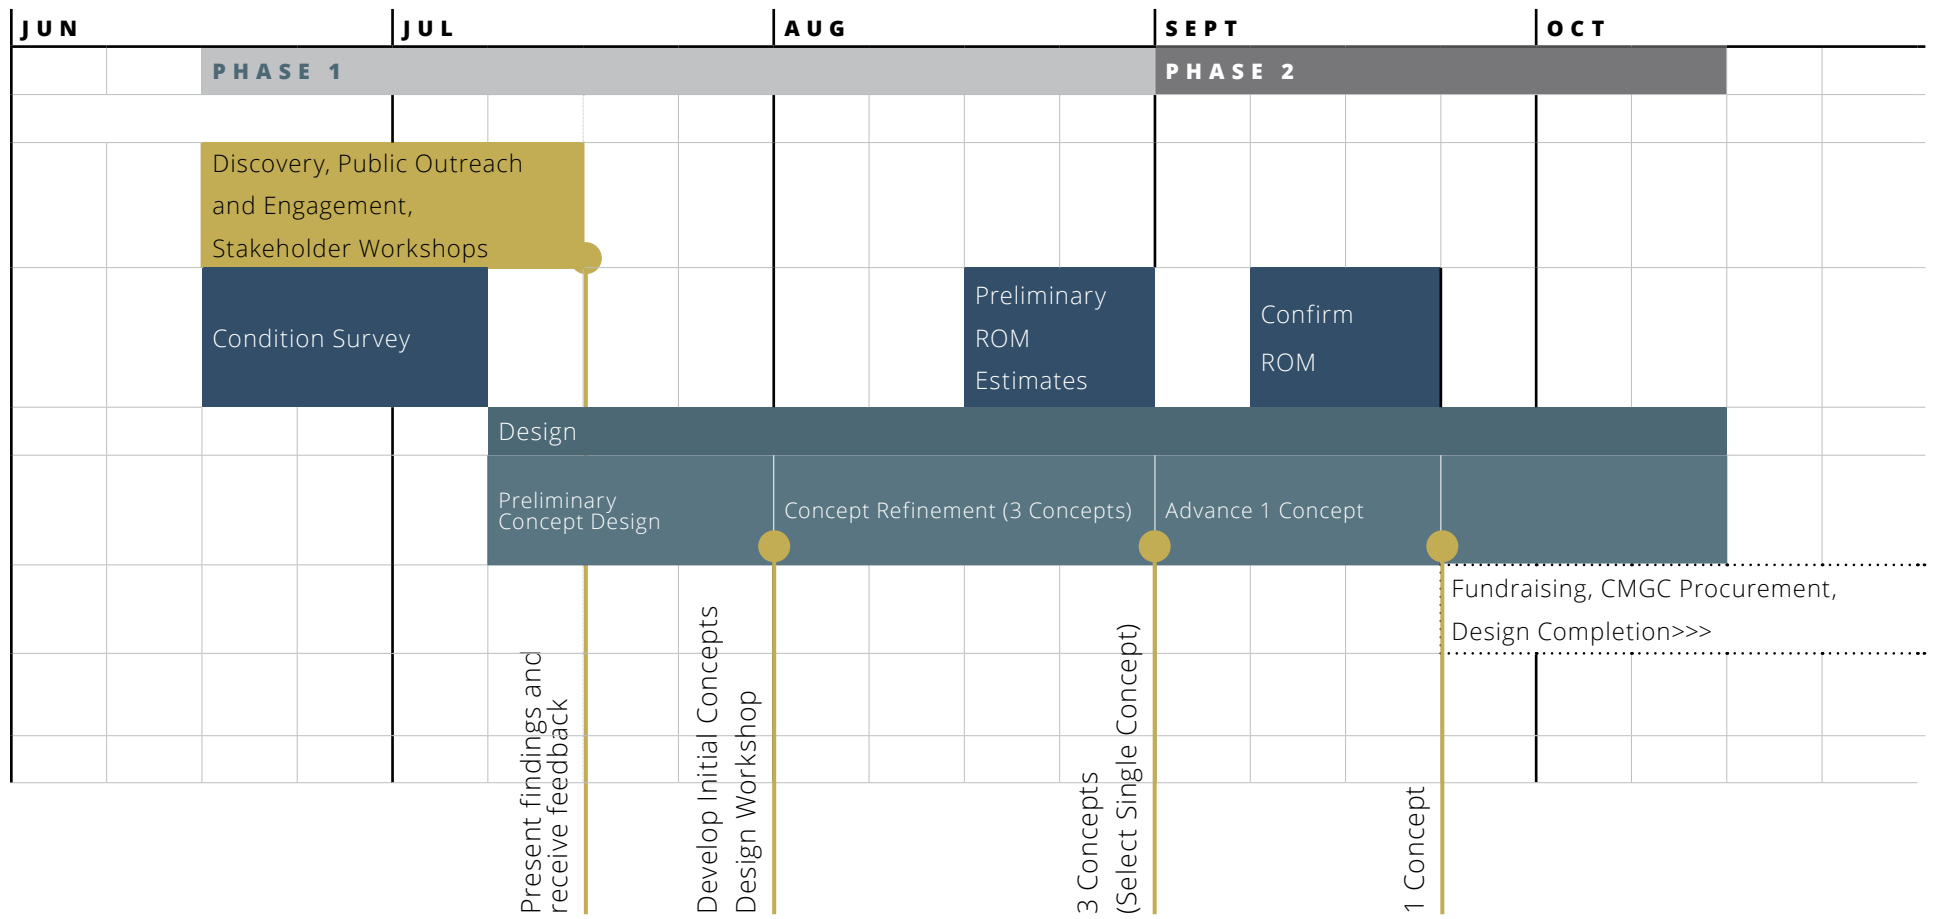 JUN
JUL
AUG
SEPT
OCT
PHASE 1
PHASE 2
Discovery, Public Outreach
and Engagement,
Stakeholder Workshops
Condition Survey
Preliminary
ROM
Estimates
Confirm
ROM
Design
Preliminary
Concept Design
Concept Refinement (3 Concepts)
Advance 1 Concept
Fundraising, CMGC Procurement,
Design Completion>>>
Present findings and
receive feedback
Develop Initial Concepts
Design Workshop
3 Concepts
(Select Single Concept)
1 Concept